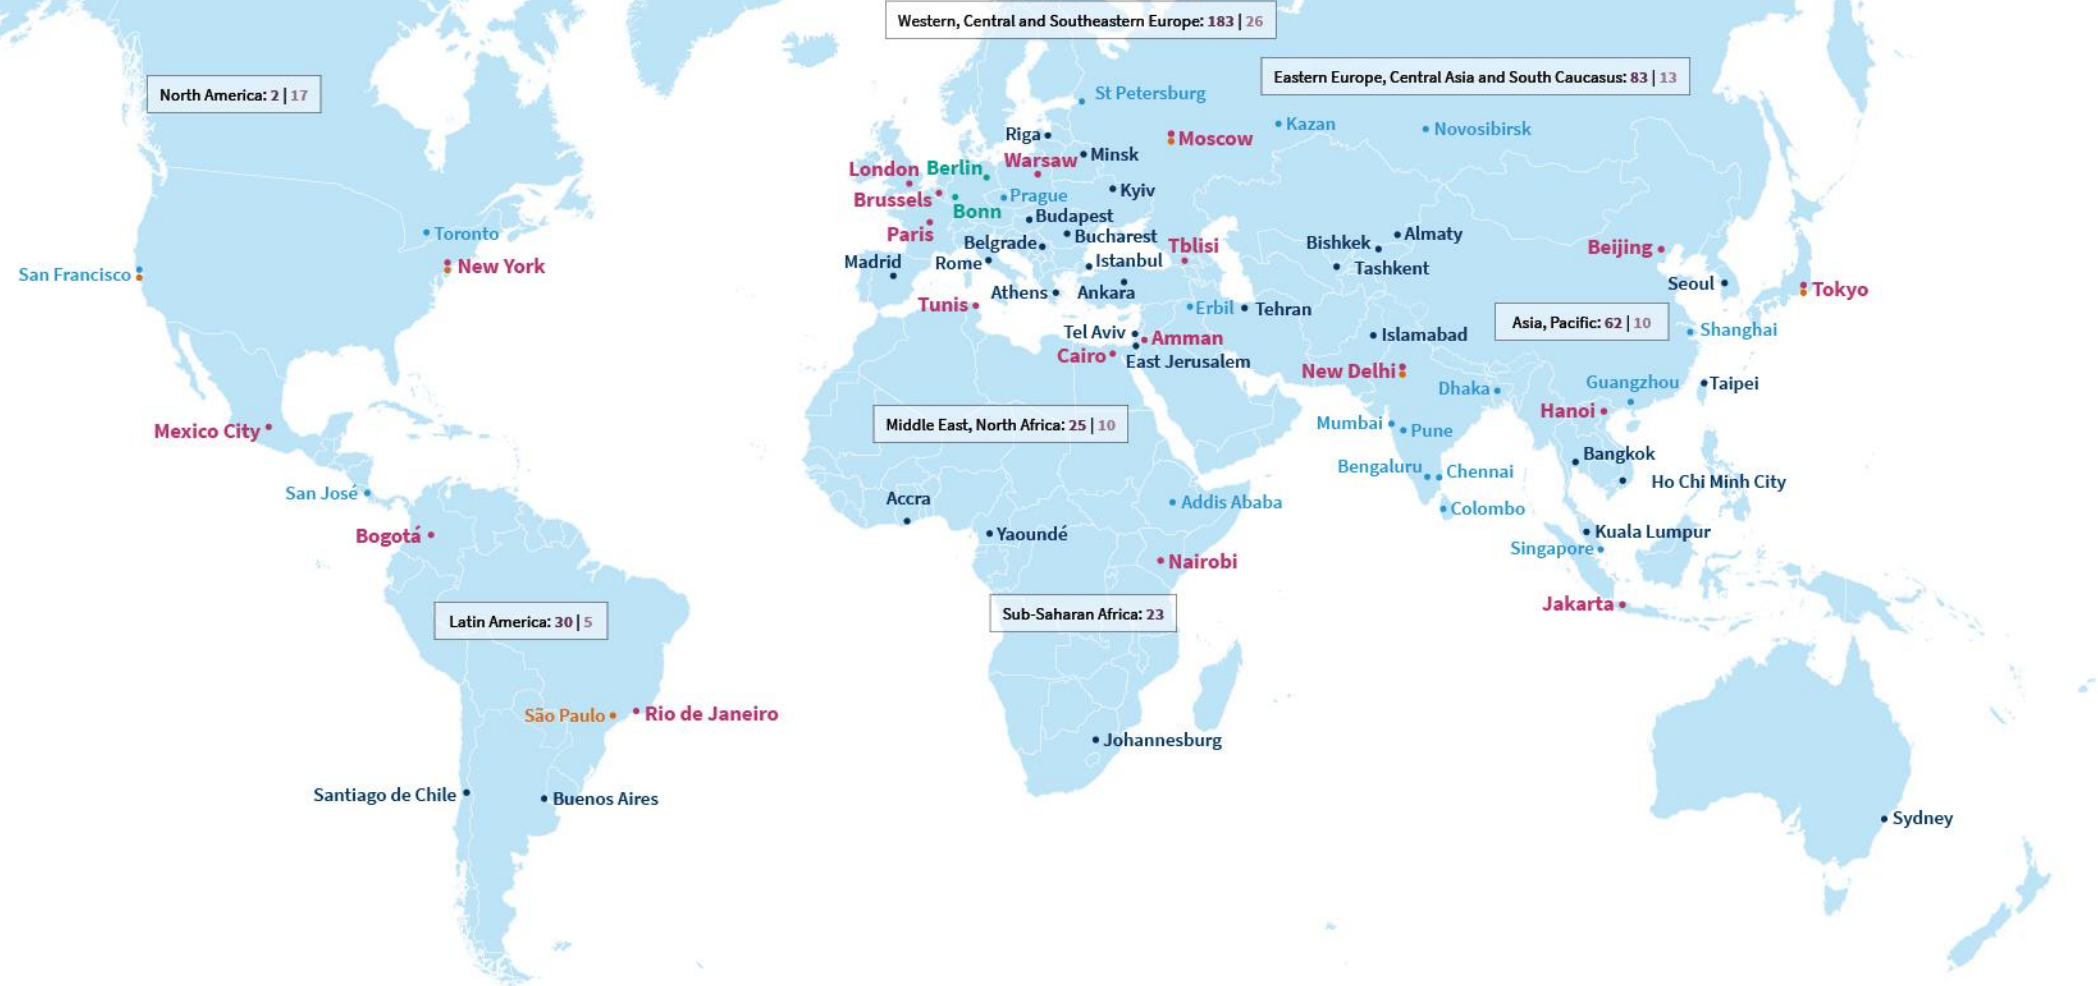 Western, Central and Southeastern Europe: 183 | 26
Eastern Europe, Central Asia and South Caucasus: 83 | 13
North America: 2 | 17
St Petersburg
Kazan
Novosibirsk
Riga
Moscow
Minsk
Warsaw
London
Berlin
Kyiv
Prague
Brussels
Bonn
Budapest
Paris
Toronto
Bucharest
Almaty
Belgrade
Bishkek
Tblisi
Beijing
Madrid
Rome
Istanbul
Tashkent
New York
San Francisco
Seoul
Tokyo
Athens
Ankara
Tunis
Erbil
Tehran
Asia, Pacific: 62 | 10
Shanghai
Tel Aviv
Amman
Islamabad
Cairo
East Jerusalem
New Delhi
Dhaka
Guangzhou
Taipei
Hanoi
Middle East, North Africa: 25 | 10
Mumbai
Pune
Mexico City
Bangkok
Bengaluru
Chennai
Ho Chi Minh City
San José
Accra
Addis Ababa
Colombo
Bogotá
Yaoundé
Kuala Lumpur
Singapore
Nairobi
Jakarta
Sub-Saharan Africa: 23
Latin America: 30 | 5
São Paulo
Rio de Janeiro
Johannesburg
Santiago de Chile
Buenos Aires
Sydney